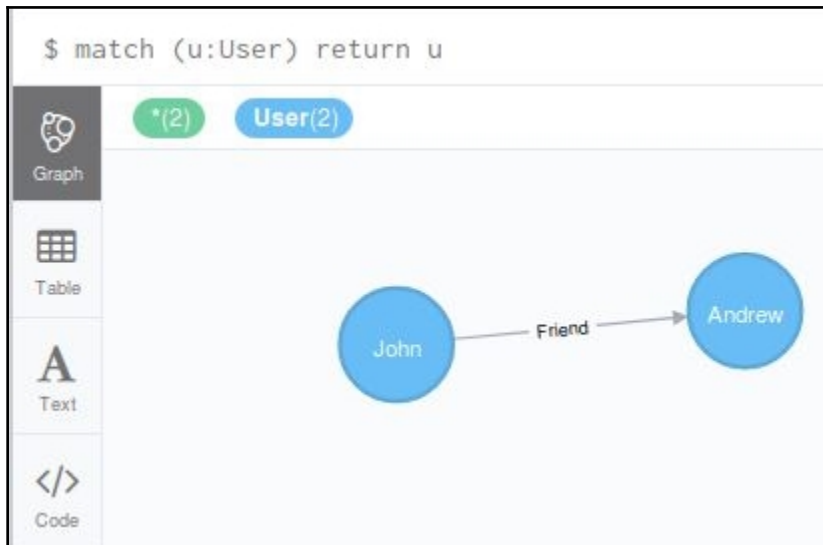 $ match (u:User) return u
*(2) User(2)
Graph
Table
A
Text
</>
Code
John
Friend
Andrew